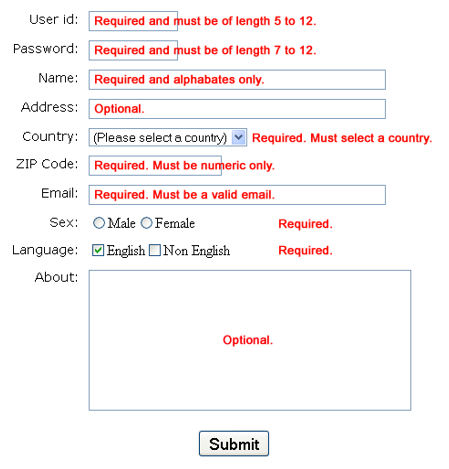 User id: Required and must be of length 5 to 12.
Password: Required and must be of length 7 to 12.
Name: Required and alphabates only.
Address: Optional.
Country: (Please select a country) Required. Must select a country.
ZIP Code: Required. Must be numeric only.
Email: Required. Must be a valid email.
Sex: Male Female Required.
Language: English Non English Required.
About:
Optional.
Submit